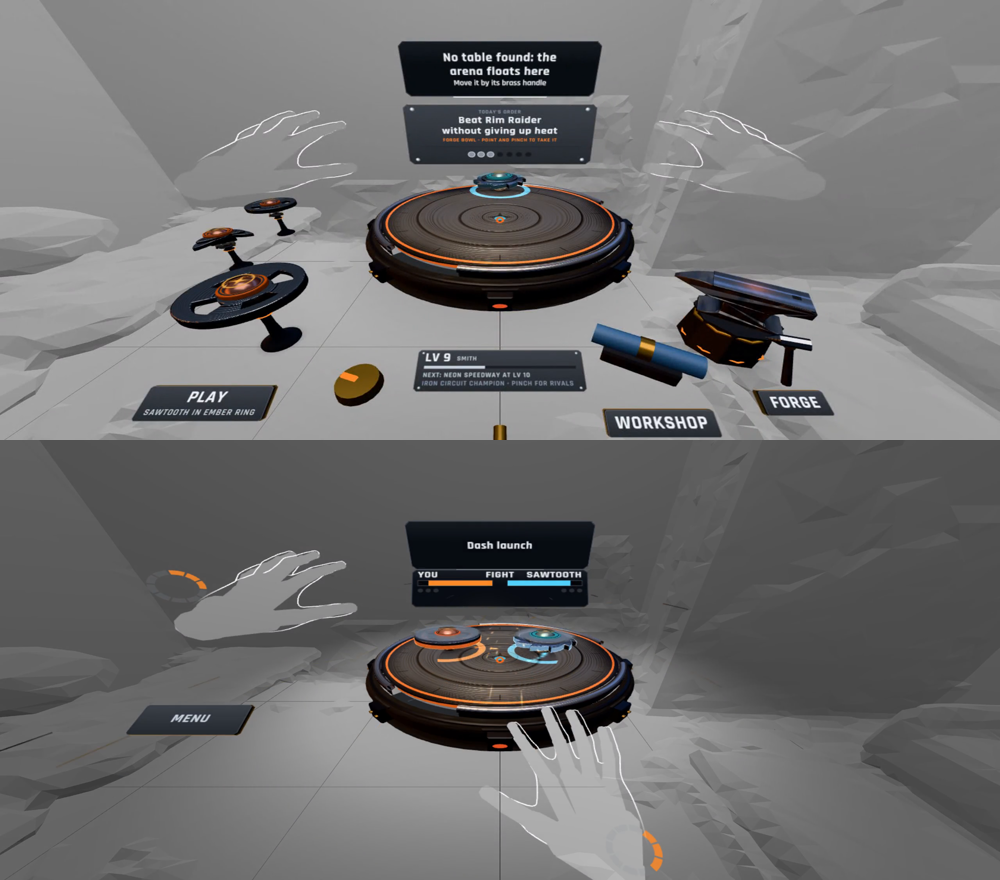 No table found: the
arena floats here
Move it by its brass handle
TODAY'S ORDER
Beat Rim Raider
without giving up heat
FORGE BOWL · POINT AND PINCH TO TAKE IT
LV 9 SMITH
NEXT: NEON SPEEDWAY AT LV 10
IRON CIRCUIT CHAMPION · PINCH FOR RIVALS
PLAY
SAWTOOTH IN EMBER RING
WORKSHOP
FORGE
Dash launch
YOU FIGHT SAWTOOTH
MENU